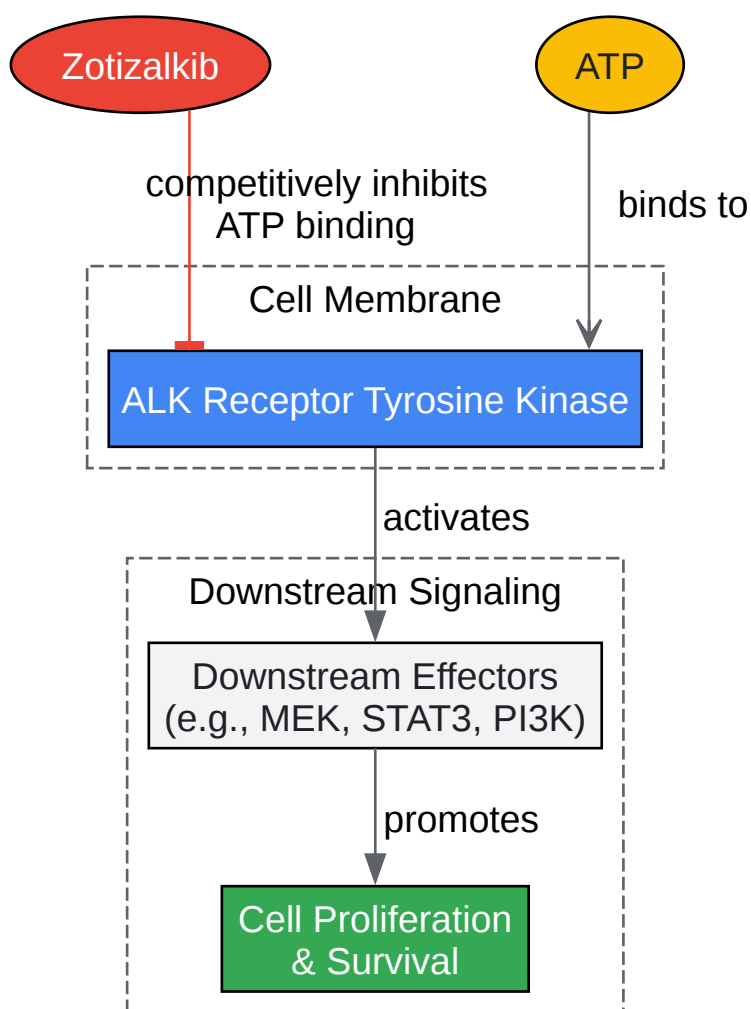 Zotizalkib
ATP
competitively inhibits
ATP binding
binds to
Cell Membrane
ALK Receptor Tyrosine Kinase
activates
Downstream Signaling
Downstream Effectors
(e.g., MEK, STAT3, PI3K)
promotes
Cell Proliferation
& Survival